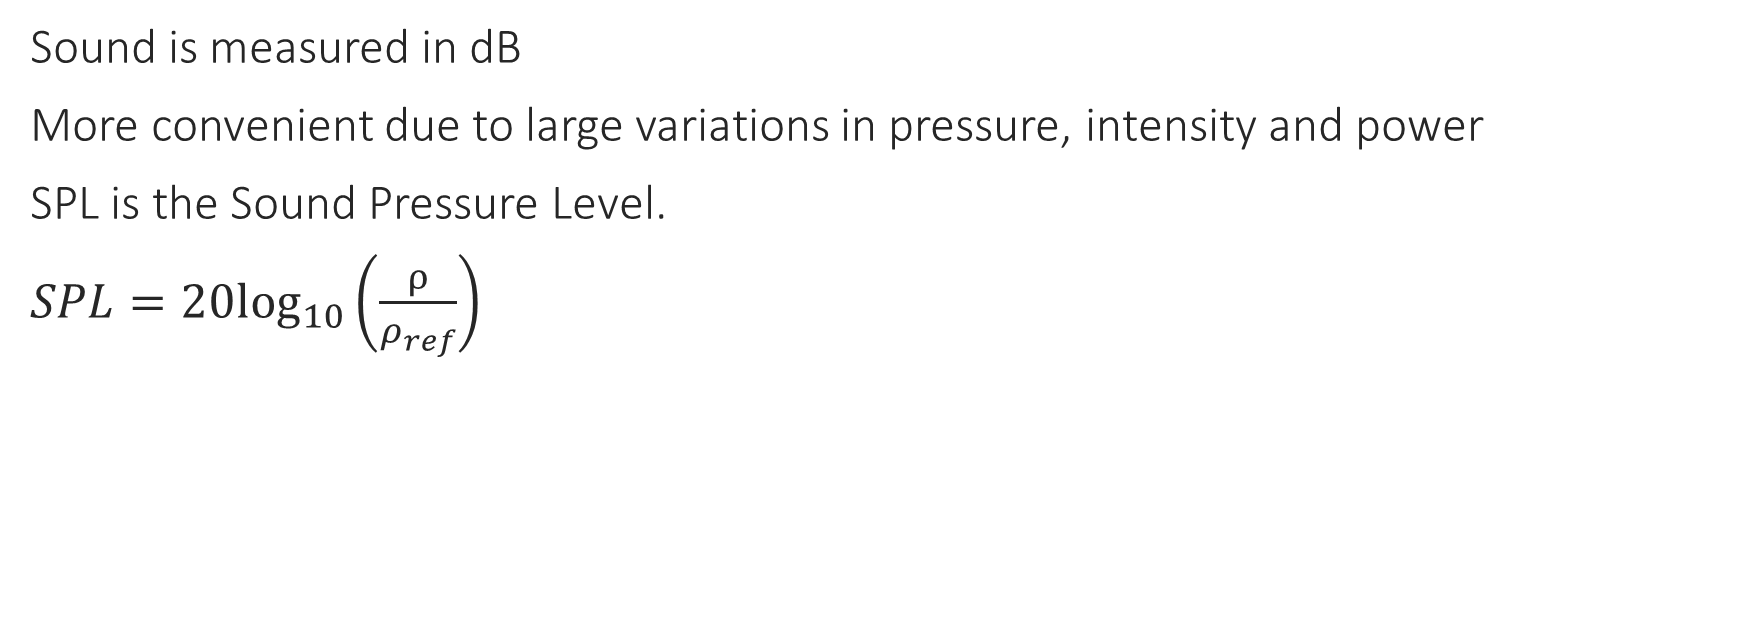 Sound is measured in dB
More convenient due to large variations in pressure, intensity and power
SPL is the Sound Pressure Level.
SPL = 20log₁₀ (ρ/ρ_ref)